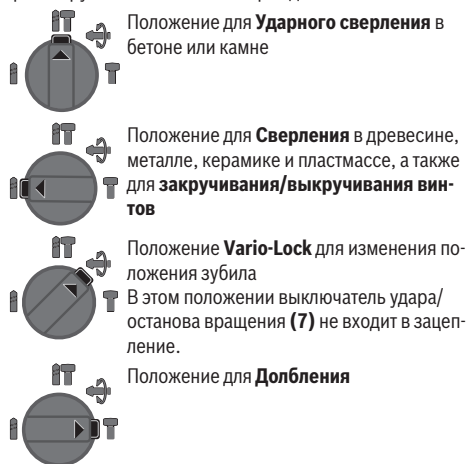 Положение для Ударного сверления в
бетоне или камне
Положение для Сверления в древесине,
металле, керамике и пластмассе, а также
для закручивания/выкручивания вин-
тов
Положение Vario-Lock для изменения по-
ложения зубила
В этом положении выключатель удара/
останова вращения (7) не входит в зацеп-
ление.
Положение для Долбления